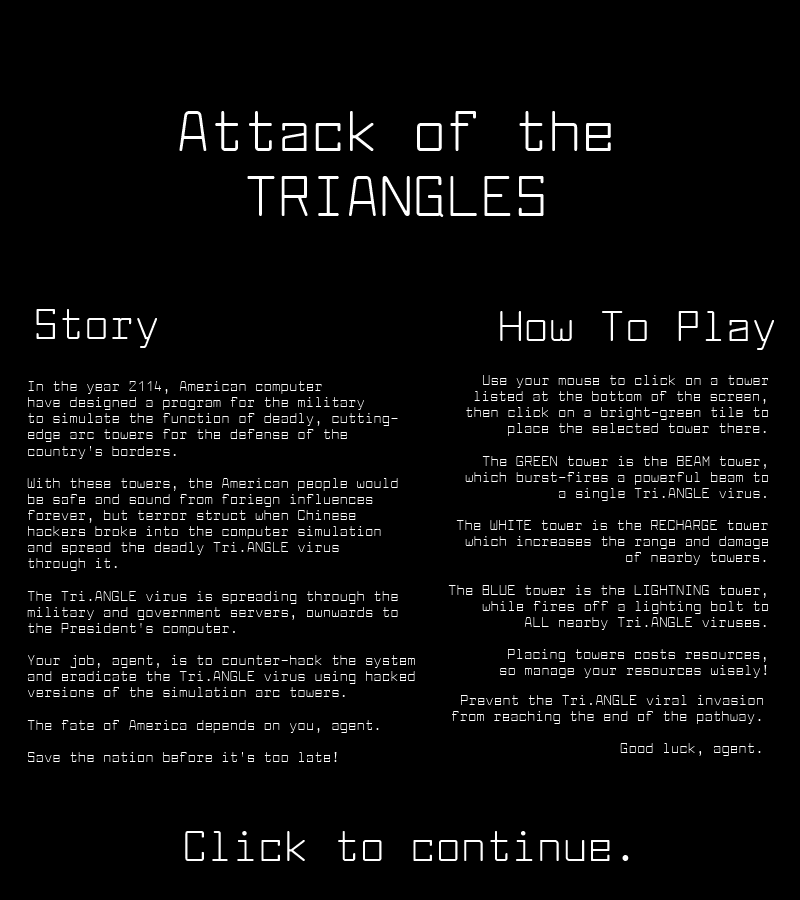 Attack of the
TRIANGLES
Story
In the year 2114, American computer
have designed a program for the military
to simulate the function of deadly, cutting-
edge arc towers for the defense of the
country's borders.
With these towers, the American people would
be safe and sound from foriegn influences
forever, but terror struct when Chinese
hackers broke into the computer simulation
and spread the deadly Tri.ANGLE virus
through it.
The Tri.ANGLE virus is spreading through the
military and government servers, ownwards to
the President's computer.
Your job, agent, is to counter-hack the system
and eradicate the Tri.ANGLE virus using hacked
versions of the simulation arc towers.
The fate of America depends on you, agent.
Save the nation before it's too late!
How To Play
Use your mouse to click on a tower
listed at the bottom of the screen,
then click on a bright-green tile to
place the selected tower there.
The GREEN tower is the BEAM tower,
which burst-fires a powerful beam to
a single Tri.ANGLE virus.
The WHITE tower is the RECHARGE tower
which increases the range and damage
of nearby towers.
The BLUE tower is the LIGHTNING tower,
while fires off a lighting bolt to
ALL nearby Tri.ANGLE viruses.
Placing towers costs resources,
so manage your resources wisely!
Prevent the Tri.ANGLE viral invasion
from reaching the end of the pathway.
Good luck, agent.
Click to continue.